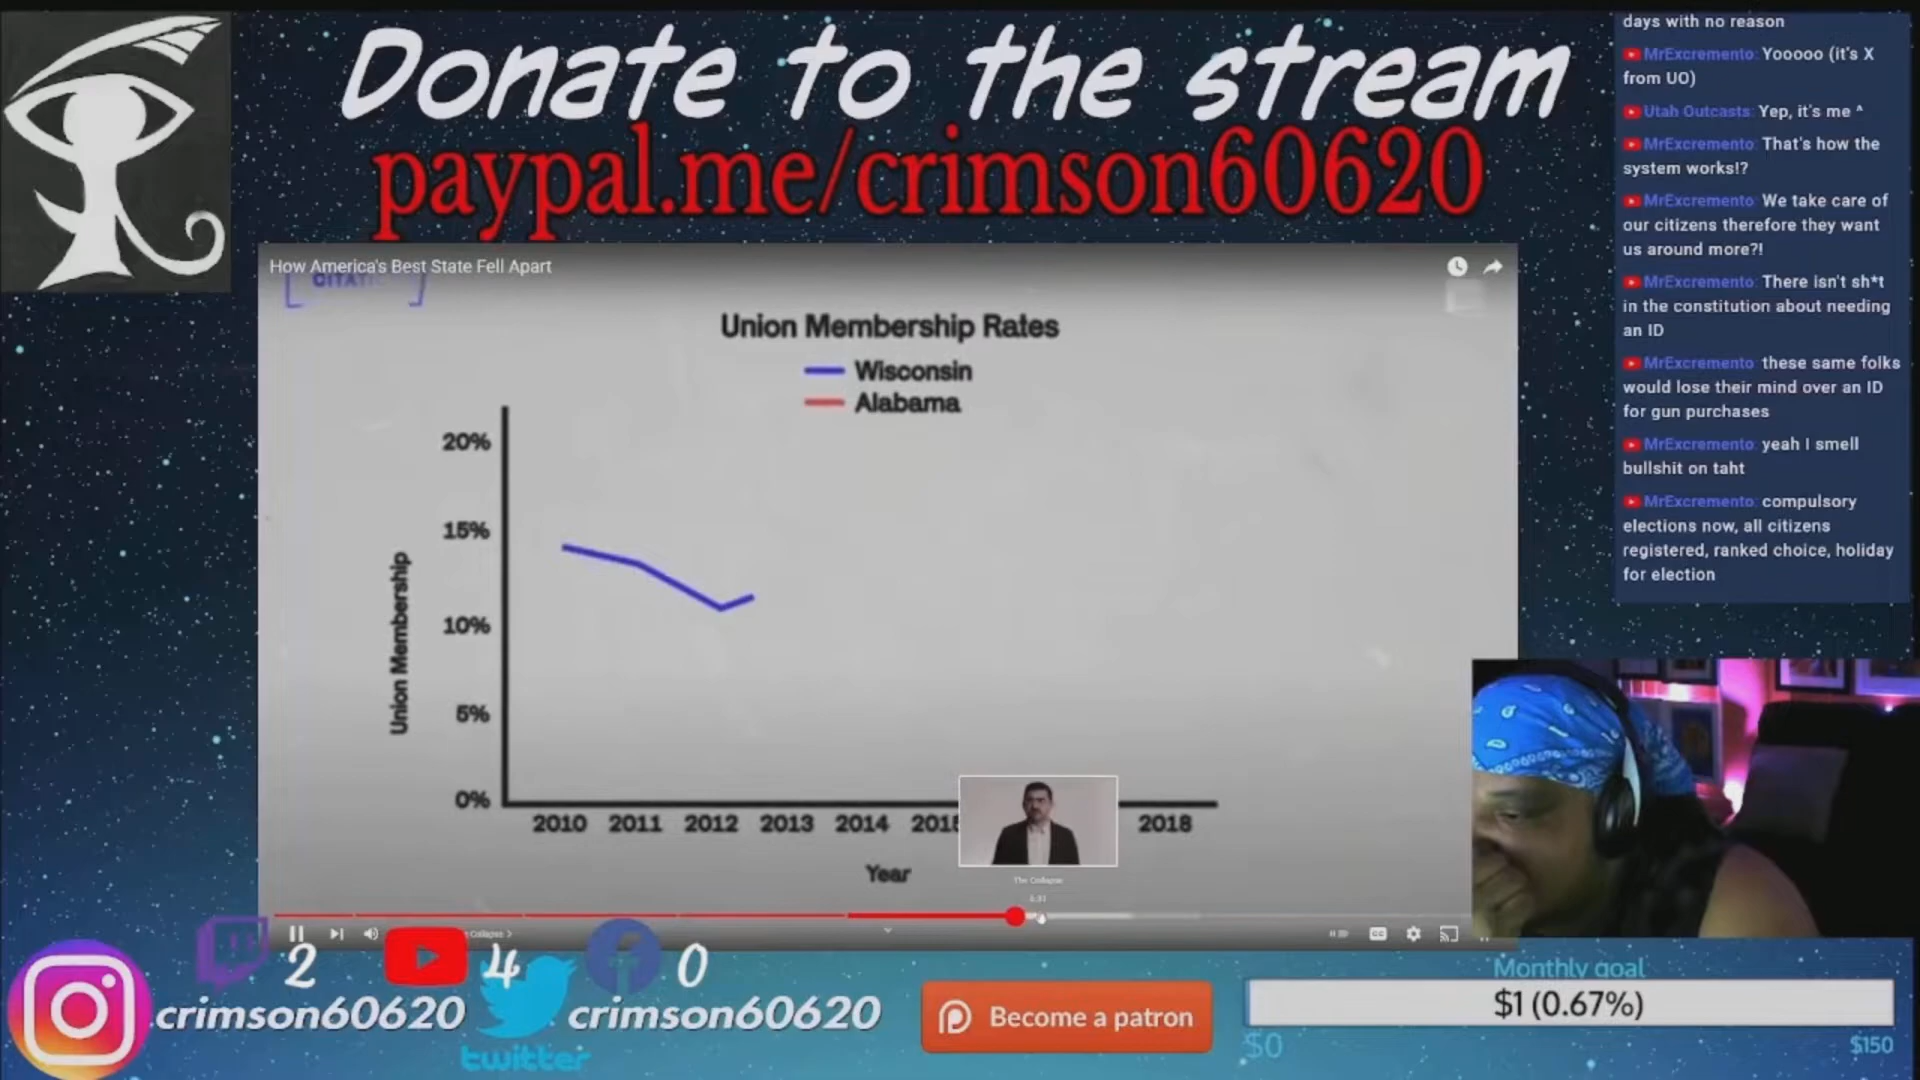 Donate to the stream
paypal.me/crimson60620
How America's Best State Fell Apart
Union Membership Rates
Wisconsin
Alabama
20%
15%
10%
5%
0%
Union Membership
2010 2011 2012 2013 2014 2018
Year
The Collapse
days with no reason
MrExcremento: Yooooo (it's X
from UO)
Utah Outcasts: Yep, it's me ^
MrExcremento: That's how the
system works!?
MrExcremento: We take care of
our citizens therefore they want
us around more?!
MrExcremento: There isn't sh*t
in the constitution about needing
an ID
MrExcremento: these same folks
would lose their mind over an ID
for gun purchases
MrExcremento: yeah I smell
bullshit on taht
MrExcremento: compulsory
elections now, all citizens
registered, ranked choice, holiday
for election
CC
2 4 0
crimson60620 crimson60620
twitter
Become a patron
Monthly goal
$1 (0.67%)
$0 $150